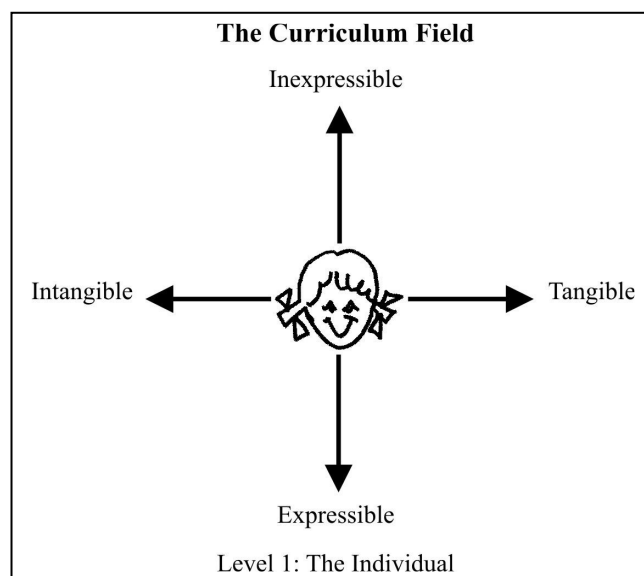 The Curriculum Field
Inexpressible
Intangible
Tangible
Expressible
Level 1: The Individual